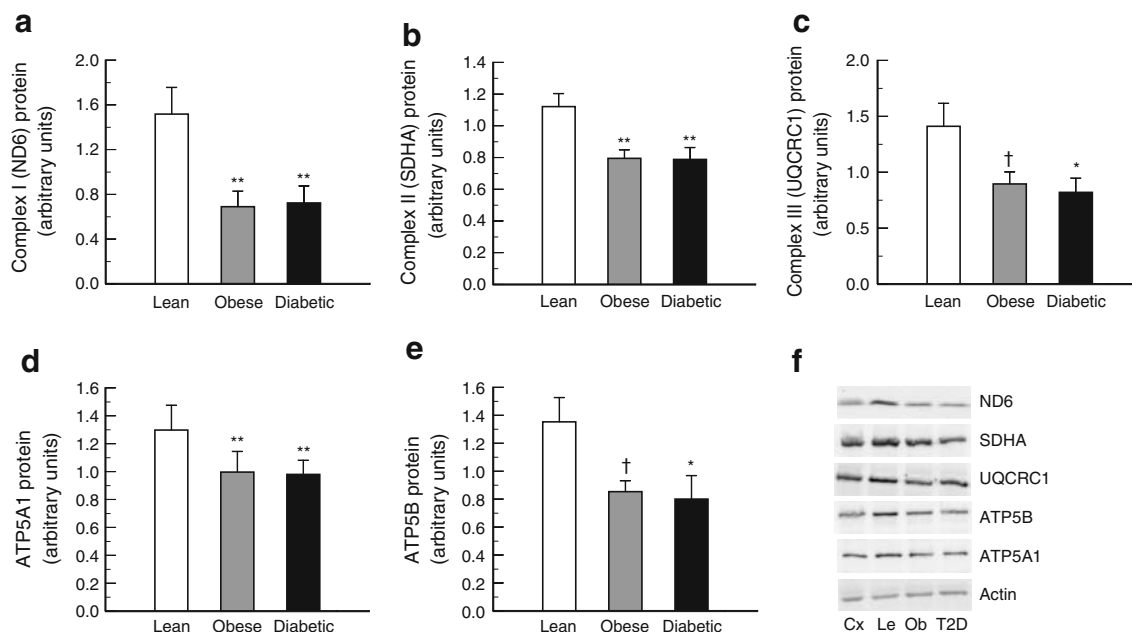 a
Complex I (ND6) protein
(arbitrary units)
2.0
1.6
1.2
0.8
0.4
0.0
**
**
Lean Obese Diabetic
b
Complex II (SDHA) protein
(arbitrary units)
1.4
1.2
1.0
0.8
0.6
0.4
0.2
0.0
**
**
Lean Obese Diabetic
c
Complex III (UQCRC1) protein
(arbitrary units)
2.0
1.5
1.0
0.5
0.0
†
*
Lean Obese Diabetic
d
ATP5A1 protein
(arbitrary units)
1.6
1.4
1.2
1.0
0.8
0.6
0.4
0.2
0.0
**
**
Lean Obese Diabetic
e
ATP5B protein
(arbitrary units)
1.6
1.4
1.2
1.0
0.8
0.6
0.4
0.2
0.0
†
*
Lean Obese Diabetic
f
ND6
SDHA
UQCRC1
ATP5B
ATP5A1
Actin
Cx Le Ob T2D